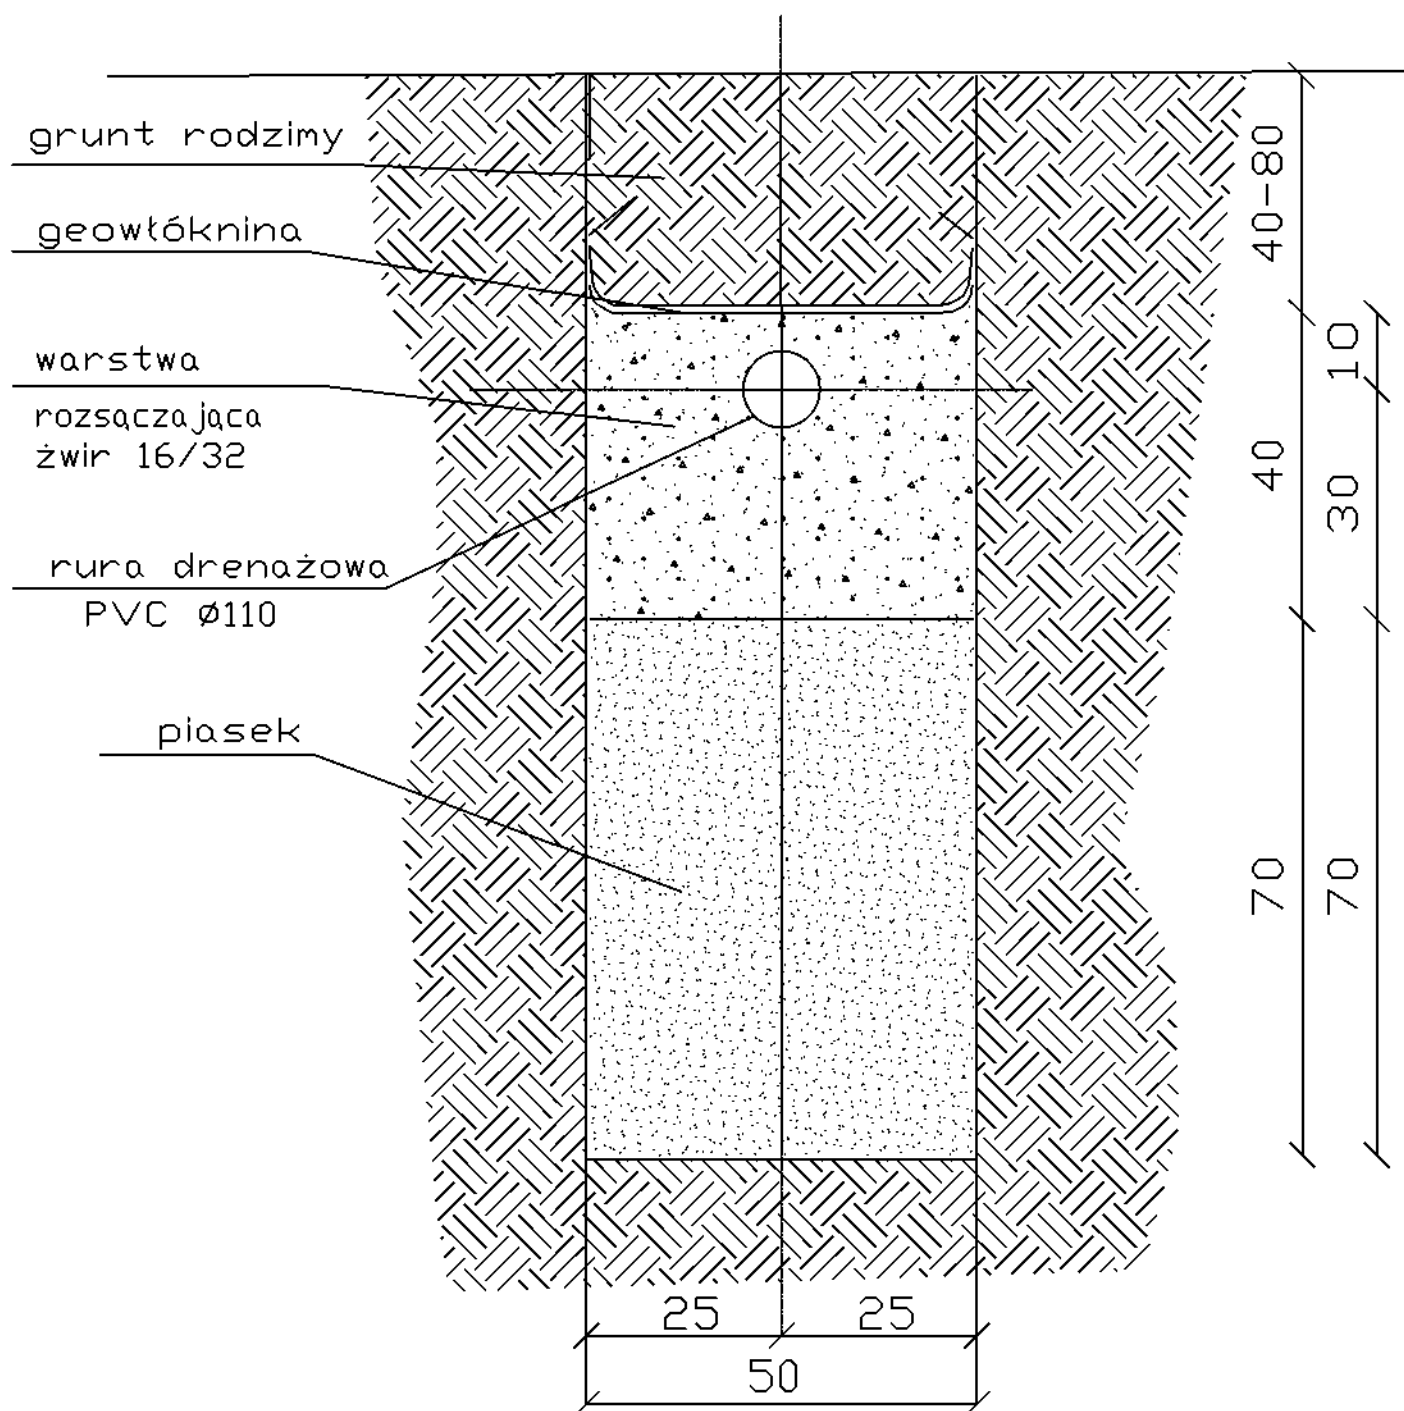 grunt rodzimy
geowłóknina
warstwa
rozsączająca
żwir 16/32
rura drenażowa
PVC Ø110
piasek
40-80
10
40
30
70
70
25
25
50